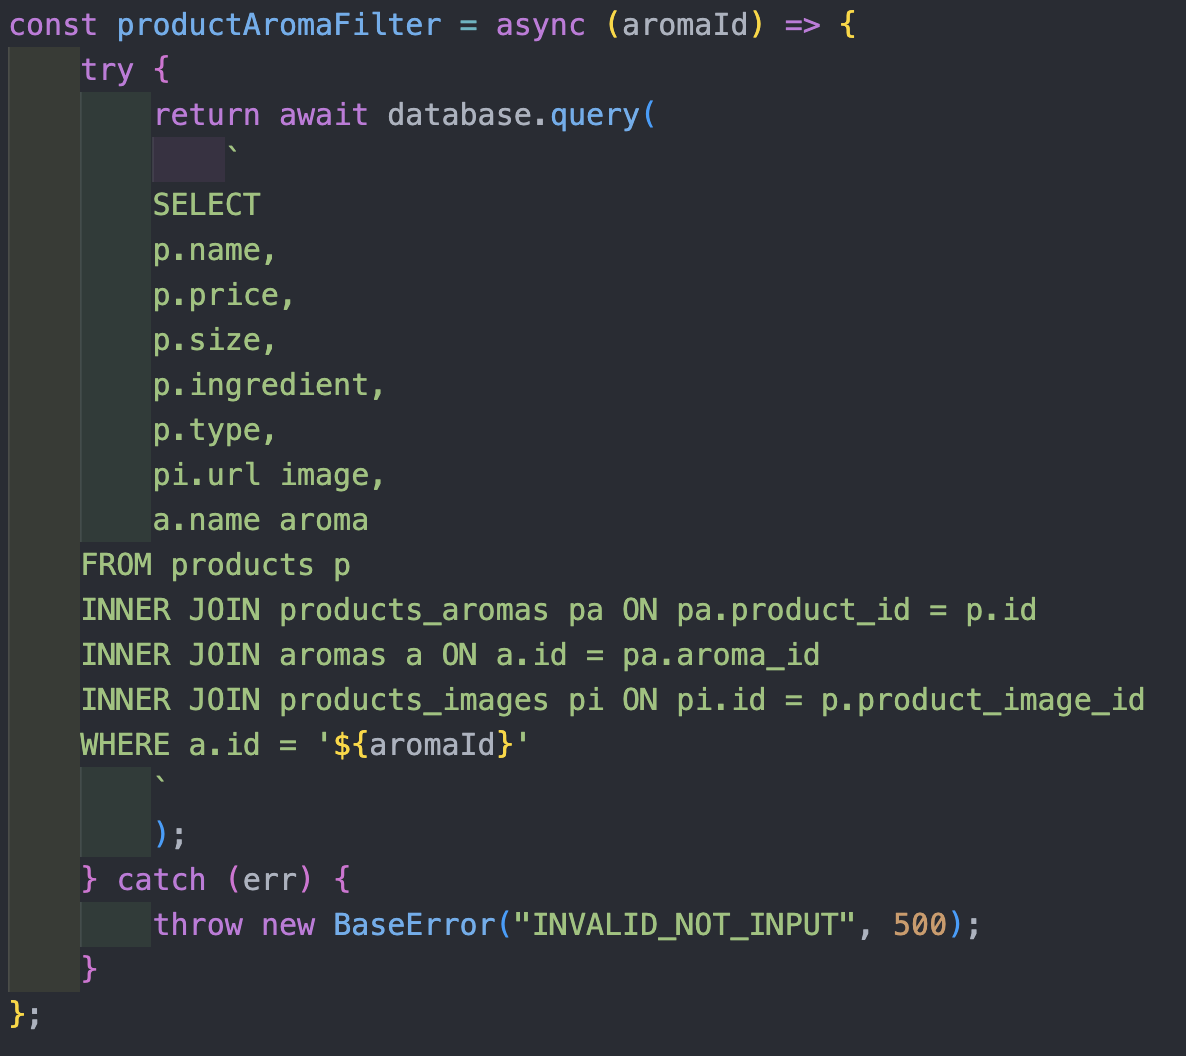 const productAromaFilter = async (aromaId) => {
    try {
        return await database.query(
            `
        SELECT
        p.name,
        p.price,
        p.size,
        p.ingredient,
        p.type,
        pi.url image,
        a.name aroma
    FROM products p
    INNER JOIN products_aromas pa ON pa.product_id = p.id
    INNER JOIN aromas a ON a.id = pa.aroma_id
    INNER JOIN products_images pi ON pi.id = p.product_image_id
    WHERE a.id = '${aromaId}'
        `
        );
    } catch (err) {
        throw new BaseError("INVALID_NOT_INPUT", 500);
    }
};